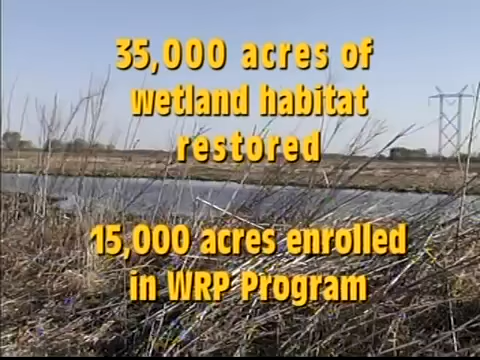 35,000 acres of
wetland habitat
restored
15,000 acres enrolled
in WRP Program